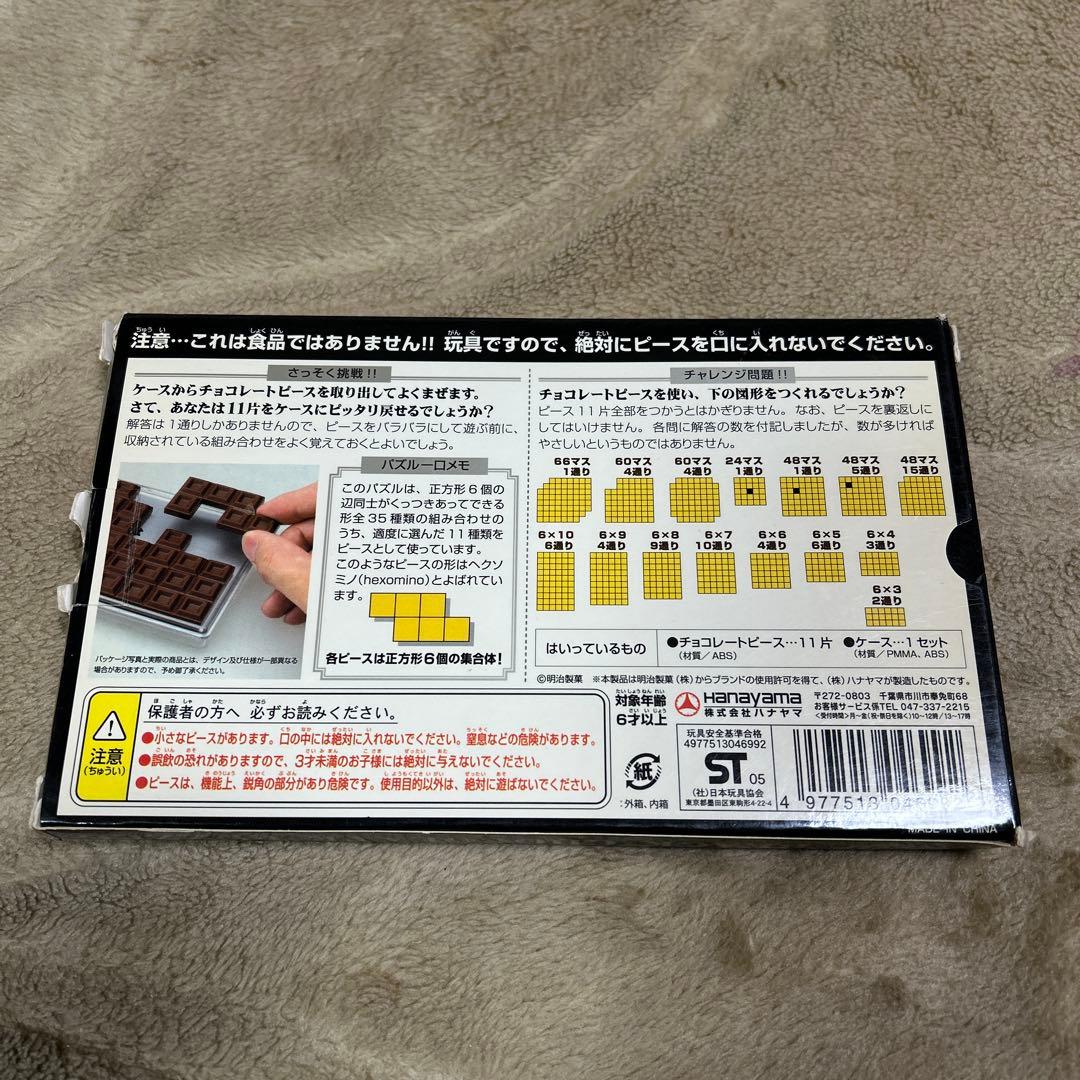 注意…これは食品ではありません!! 玩具ですので、絶対にピースを口に入れないでください。
さっそく挑戦!!
ケースからチョコレートピースを取り出してよくまぜます。
さて、あなたは11片をケースにピッタリ戻せるでしょうか?
解答は1通りしかありませんので、ピースをバラバラにして遊ぶ前に、
収納されている組み合わせをよく覚えておくとよいでしょう。
パッケージ写真と実際の商品とは、デザイン及び仕様が一部異なる
場合がありますので、予め御了承ください。
パズル一口メモ
このパズルは、正方形6個の
辺同士がくっつきあってできる
形全35種類の組み合わせの
うち、適度に選んだ11種類を
ピースとして使っています。
このようなピースの形はヘクソ
ミノ(hexomino)とよばれてい
ます。
各ピースは正方形6個の集合体!
チャレンジ問題!!
チョコレートピースを使い、下の図形をつくれるでしょうか?
ピース11片全部をつかうとはかぎりません。なお、ピースを裏返しに
してはいけません。各問に解答の数を付記しましたが、数が多ければ
やさしいというものではありません。
66マス 60マス 60マス 24マス 48マス 48マス 48マス
1通り 4通り 4通り 1通り 1通り 5通り 15通り
6×10 6×9 6×8 6×7 6×6 6×5 6×4
6通り 4通り 9通り 10通り 4通り 6通り 3通り
6×3
2通り
はいっているもの
●チョコレートピース…11片 ●ケース…1セット
(材質/ABS) (材質/PMMA、ABS)
©明治製菓 ※本製品は明治製菓(株)からブランドの使用許可を得て、(株)ハナヤマが製造したものです。
注意
(ちゅうい)
保護者の方へ 必ずお読みください。
●小さなピースがあります。口の中には絶対に入れないでください。窒息などの危険があります。
●誤飲の恐れがありますので、3才未満のお子様には絶対に与えないでください。
●ピースは、機能上、鋭角の部分があり危険です。使用目的以外は、絶対に遊ばないでください。
対象年齢
6才以上
Hanayama
株式会社ハナヤマ
〒272-0803 千葉県市川市奉免町68
お客様サービス係TEL 047-337-2215
<受付時間>月〜金(祝・祭日を除く)10〜12時/13〜17時
紙
:外箱、内箱
玩具安全基準合格
4977513046992
ST 05
(社)日本玩具協会
東京都墨田区東駒形4-22-4
MADE IN CHINA